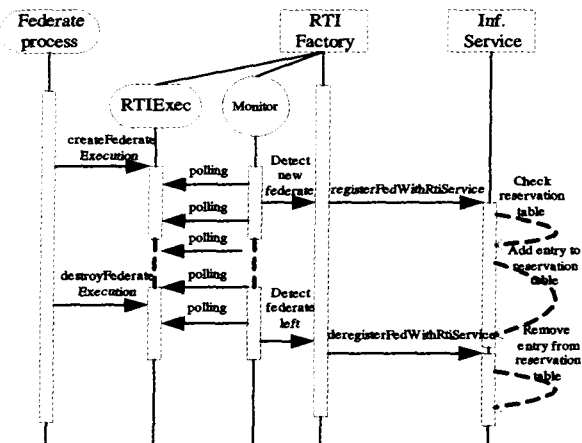 Federate
process
RTI
Factory
Inf.
Service
RTIExec
Monitor
createFederate
Execution
polling
Detect
new
federate
registerFedWithRtiService
Check
reservation
table
polling
polling
Add entry to
reservation
table
destroyFederate
Execution
polling
polling
Detect
federate
left
deregisterFedWithRtiService
Remove
entry from
reservation
table